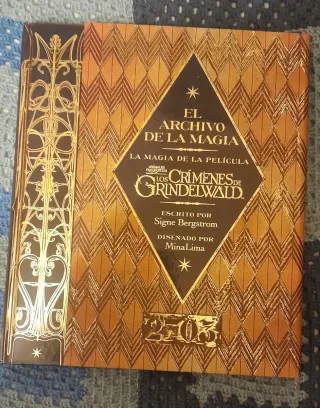 EL
ARCHIVO
DE LA MAGIA
LA MAGIA DE LA PELÍCULA
LOS CRÍMENES DE
GRINDELWALD
ESCRITO POR
Signe Bergstrom
DISEÑADO POR
MinaLima